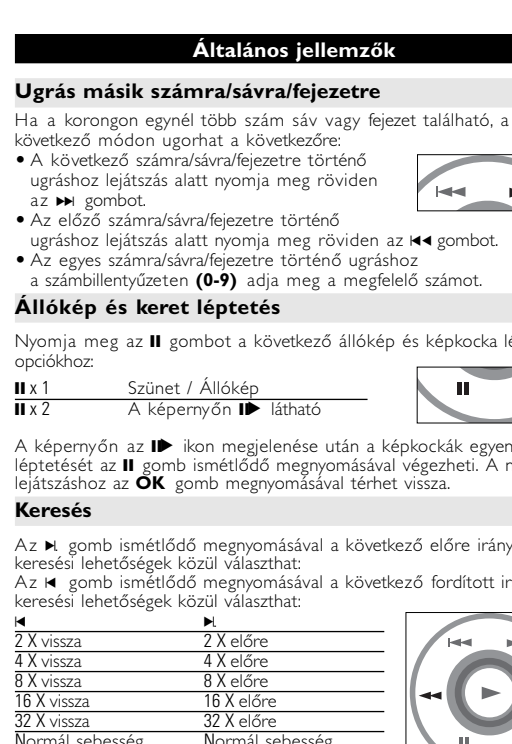 Általános jellemzők
Ugrás másik számra/sávra/fejezetre
Ha a korongon egynél több szám sáv vagy fejezet található, a
következő módon ugorhat a következőre:
• A következő számra/sávra/fejezetre történő
ugráshoz lejátszás alatt nyomja meg röviden
az ⏭ gombot.
• Az előző számra/sávra/fejezetre történő
ugráshoz lejátszás alatt nyomja meg röviden az ⏮ gombot.
• Az egyes számra/sávra/fejezetre történő ugráshoz
a számbillentyűzeten (0-9) adja meg a megfelelő számot.
Állókép és keret léptetés
Nyomja meg az ⏸ gombot a következő állókép és képkocka lé
opciókhoz:
⏸ x 1 Szünet / Állókép
⏸ x 2 A képernyőn I▶ látható
A képernyőn az I▶ ikon megjelenése után a képkockák egyen
léptetését az ⏸ gomb ismétlődő megnyomásával végezheti. A n
lejátszáshoz az OK gomb megnyomásával térhet vissza.
Keresés
Az ▶| gomb ismétlődő megnyomásával a következő előre irány
keresési lehetőségek közül választhat:
Az |◀ gomb ismétlődő megnyomásával a következő fordított ir
keresési lehetőségek közül választhat:
|◀ ▶|
2 X vissza 2 X előre
4 X vissza 4 X előre
8 X vissza 8 X előre
16 X vissza 16 X előre
32 X vissza 32 X előre
Normál sebesség Normál sebesség